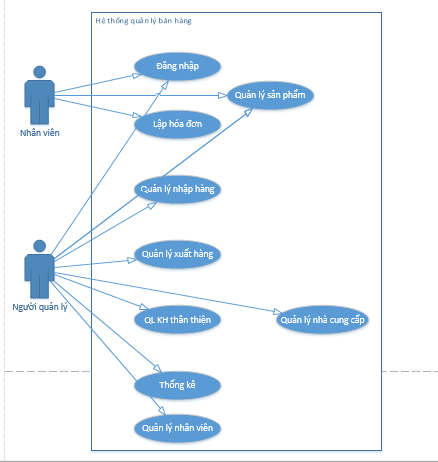 Hệ thống quản lý bán hàng
Đăng nhập
Quản lý sản phẩm
Lập hóa đơn
Nhân viên
Quản lý nhập hàng
Quản lý xuất hàng
Người quản lý
QL KH thân thiện
Quản lý nhà cung cấp
Thống kê
Quản lý nhân viên